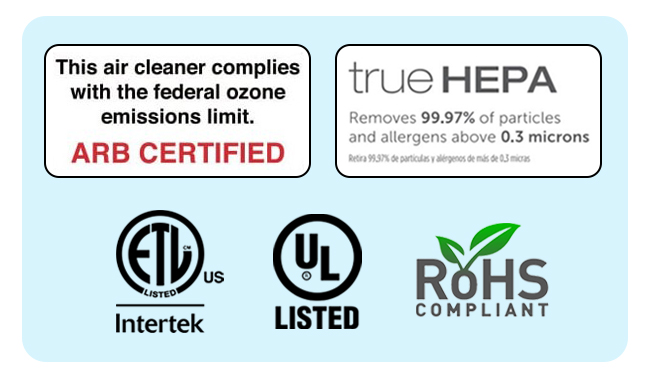 This air cleaner complies
with the federal ozone
emissions limit.
ARB CERTIFIED
true HEPA
Removes 99.97% of particles
and allergens above 0.3 microns
Retira 99,97% de partículas y alérgenos de más de 0,3 micras
ETL
CM
LISTED
US
Intertek
UL
LISTED
RoHS
COMPLIANT